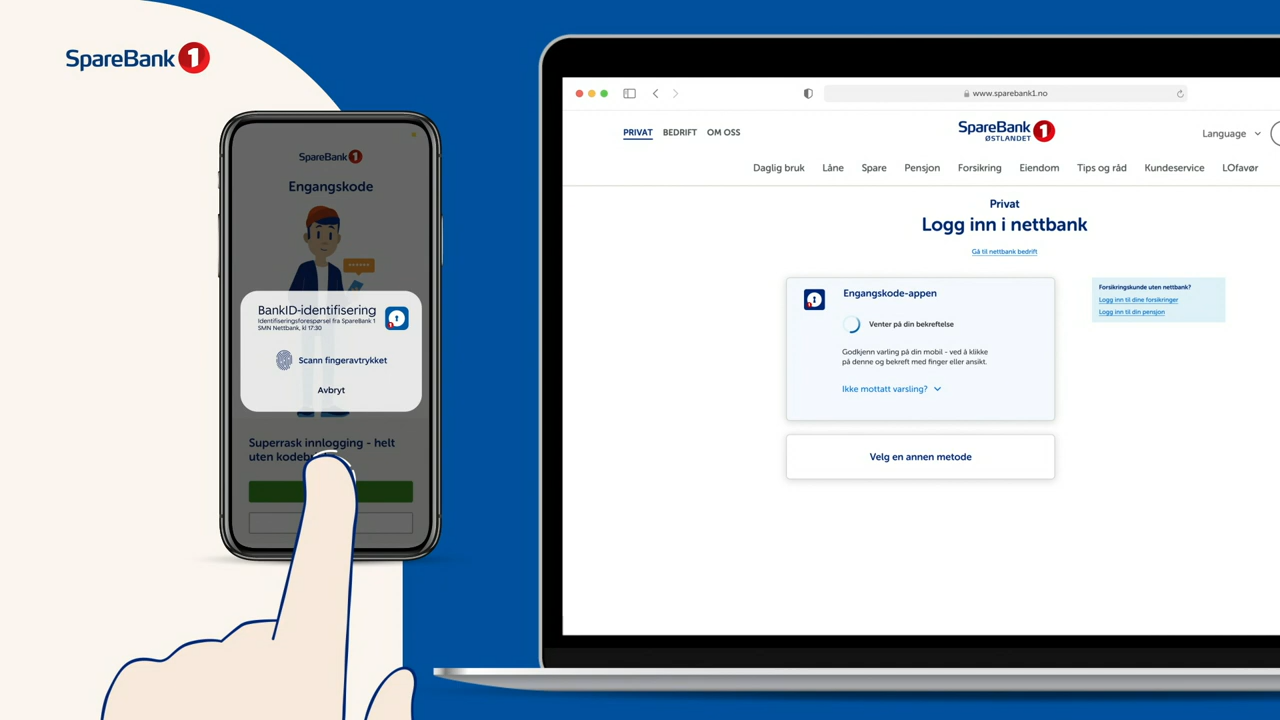 SpareBank 1
SpareBank 1
Engangskode
BankID-identifisering
Identifiseringsforespørsel fra SpareBank 1
SMN Nettbank, kl 17:30
Scann fingeravtrykket
Avbryt
Superrask innlogging - helt
uten
www.sparebank1.no
PRIVAT BEDRIFT OM OSS
SpareBank 1
ØSTLANDET
Language
Daglig bruk Låne Spare Pensjon Forsikring Eiendom Tips og råd Kundeservice LOfavør
Privat
Logg inn i nettbank
Gå til nettbank bedrift
Engangskode-appen
Venter på din bekreftelse
Godkjenn varling på din mobil - ved å klikke
på denne og bekreft med finger eller ansikt.
Ikke mottatt varsling?
Velg en annen metode
Forsikringskunde uten nettbank?
Logg inn til dine forsikringer
Logg inn til din pensjon